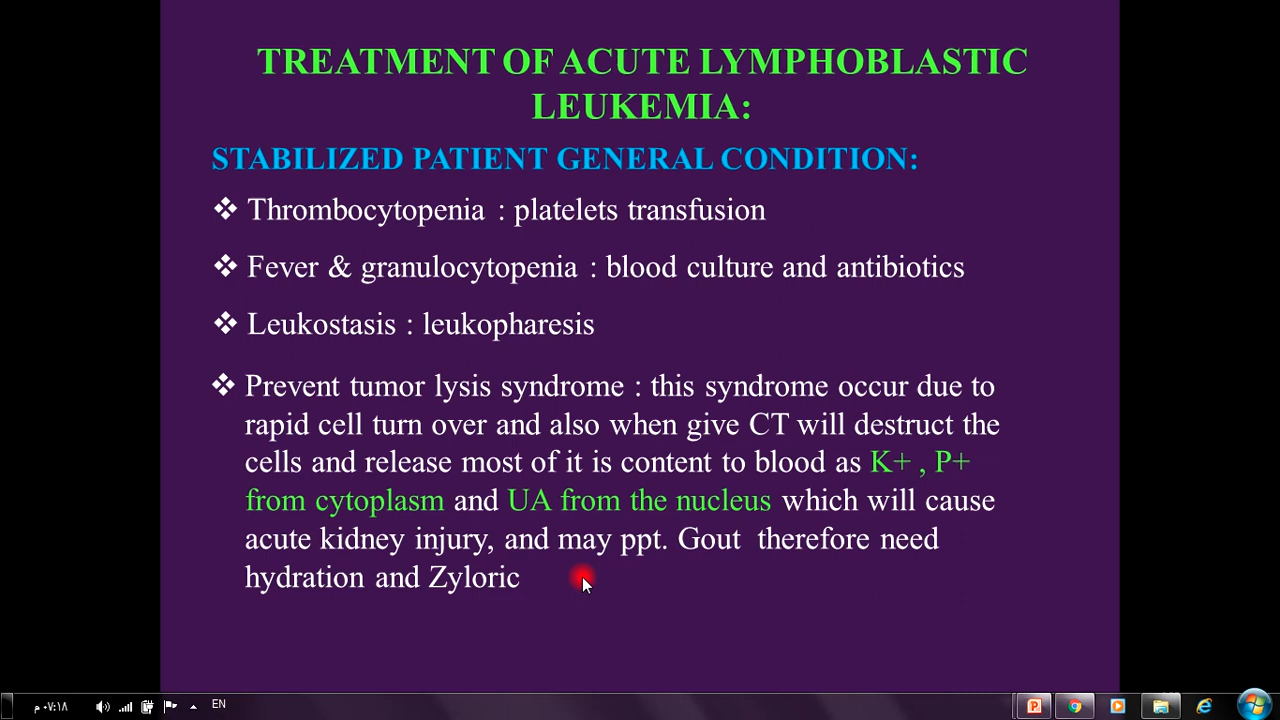 TREATMENT OF ACUTE LYMPHOBLASTIC
LEUKEMIA:
STABILIZED PATIENT GENERAL CONDITION:
❖ Thrombocytopenia : platelets transfusion
❖ Fever & granulocytopenia : blood culture and antibiotics
❖ Leukostasis : leukopharesis
❖ Prevent tumor lysis syndrome : this syndrome occur due to
rapid cell turn over and also when give CT will destruct the
cells and release most of it is content to blood as K+ , P+
from cytoplasm and UA from the nucleus which will cause
acute kidney injury, and may ppt. Gout therefore need
hydration and Zyloric
٠٧:١٨ م
EN